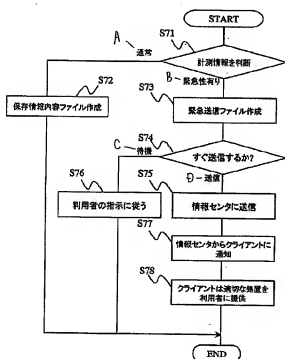 START
A
通常
S71
計測情報を判断
S72
B
緊急性有り
保存情報内容ファイル作成
S73
緊急送信ファイル作成
S74
C
待機
すぐ送信するか?
S76
S75
D-送信
利用者の指示に従う
情報センタに送信
S77
情報センタからクライアントに
通知
S78
クライアントは適切な処置を
利用者に提供
END